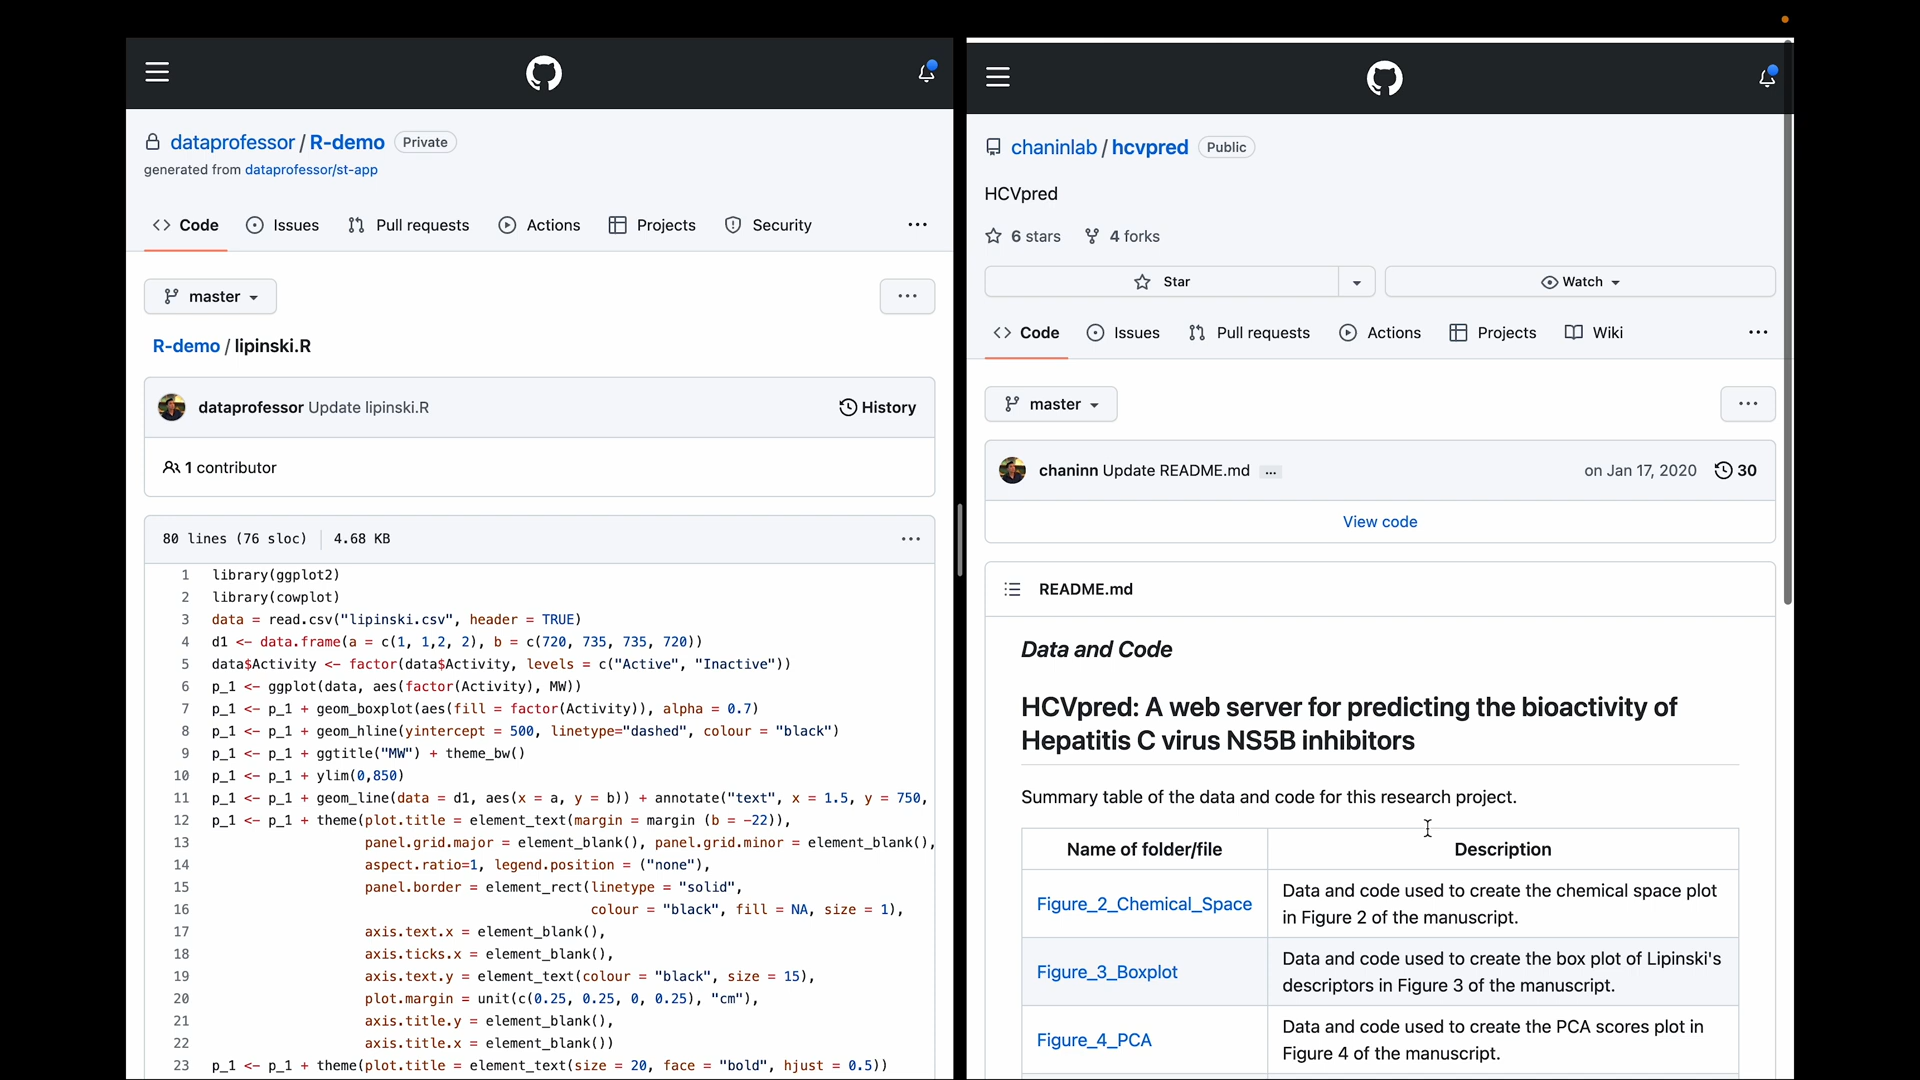 dataprofessor / R-demo Private
generated from dataprofessor/st-app
Code Issues Pull requests Actions Projects Security ...
master ...
R-demo / lipinski.R
dataprofessor Update lipinski.R History
1 contributor
80 lines (76 sloc) 4.68 KB ...
1 library(ggplot2)
2 library(cowplot)
3 data = read.csv("lipinski.csv", header = TRUE)
4 d1 <- data.frame(a = c(1, 1,2, 2), b = c(720, 735, 735, 720))
5 data$Activity <- factor(data$Activity, levels = c("Active", "Inactive"))
6 p_1 <- ggplot(data, aes(factor(Activity), MW))
7 p_1 <- p_1 + geom_boxplot(aes(fill = factor(Activity)), alpha = 0.7)
8 p_1 <- p_1 + geom_hline(yintercept = 500, linetype="dashed", colour = "black")
9 p_1 <- p_1 + ggtitle("MW") + theme_bw()
10 p_1 <- p_1 + ylim(0,850)
11 p_1 <- p_1 + geom_line(data = d1, aes(x = a, y = b)) + annotate("text", x = 1.5, y = 750,
12 p_1 <- p_1 + theme(plot.title = element_text(margin = margin (b = -22)),
13 panel.grid.major = element_blank(), panel.grid.minor = element_blank(),
14 aspect.ratio=1, legend.position = ("none"),
15 panel.border = element_rect(linetype = "solid",
16 colour = "black", fill = NA, size = 1),
17 axis.text.x = element_blank(),
18 axis.ticks.x = element_blank(),
19 axis.text.y = element_text(colour = "black", size = 15),
20 plot.margin = unit(c(0.25, 0.25, 0, 0.25), "cm"),
21 axis.title.y = element_blank(),
22 axis.title.x = element_blank())
23 p_1 <- p_1 + theme(plot.title = element_text(size = 20, face = "bold", hjust = 0.5))
chaninlab / hcvpred Public
HCVpred
6 stars 4 forks
Star Watch
Code Issues Pull requests Actions Projects Wiki ...
master ...
chaninn Update README.md ... on Jan 17, 2020 30
View code
README.md
Data and Code
HCVpred: A web server for predicting the bioactivity of
Hepatitis C virus NS5B inhibitors
Summary table of the data and code for this research project.
Name of folder/file Description
Figure_2_Chemical_Space Data and code used to create the chemical space plot
in Figure 2 of the manuscript.
Figure_3_Boxplot Data and code used to create the box plot of Lipinski's
descriptors in Figure 3 of the manuscript.
Figure_4_PCA Data and code used to create the PCA scores plot in
Figure 4 of the manuscript.